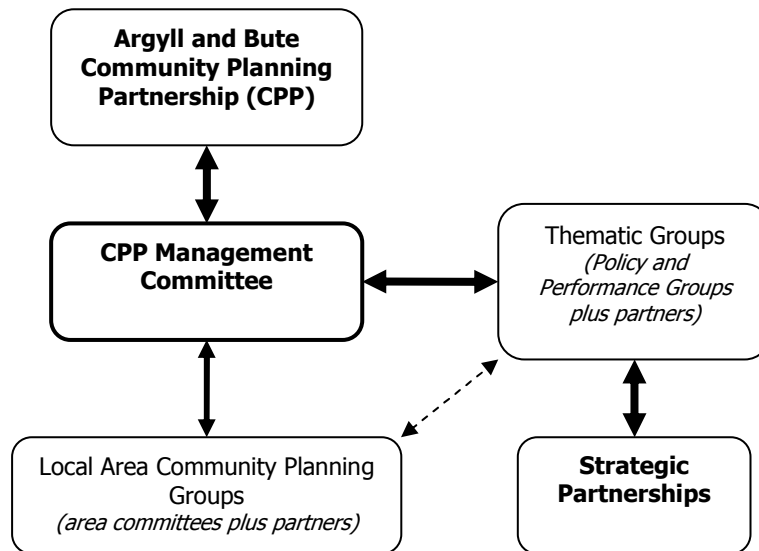 Argyll and Bute
Community Planning
Partnership (CPP)
CPP Management
Committee
Thematic Groups
(Policy and
Performance Groups
plus partners)
Local Area Community Planning
Groups
(area committees plus partners)
Strategic
Partnerships